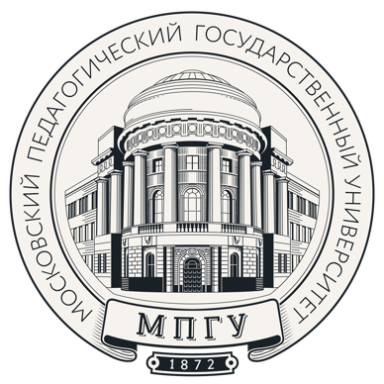 МОСКОВСКИЙ ПЕДАГОГИЧЕСКИЙ ГОСУДАРСТВЕННЫЙ УНИВЕРСИТЕТ
МПГУ
1872